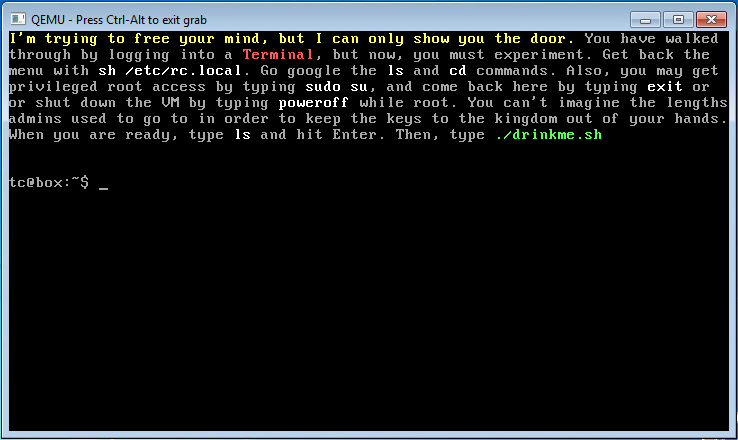 QEMU - Press Ctrl-Alt to exit grab
I'm trying to free your mind, but I can only show you the door. You have walked
through by logging into a Terminal, but now, you must experiment. Get back the
menu with sh /etc/rc.local. Go google the ls and cd commands. Also, you may get
privileged root access by typing sudo su, and come back here by typing exit or
or shut down the VM by typing poweroff while root. You can't imagine the lengths
admins used to go to in order to keep the keys to the kingdom out of your hands.
When you are ready, type ls and hit Enter. Then, type ./drinkme.sh
tc@box:~$ _